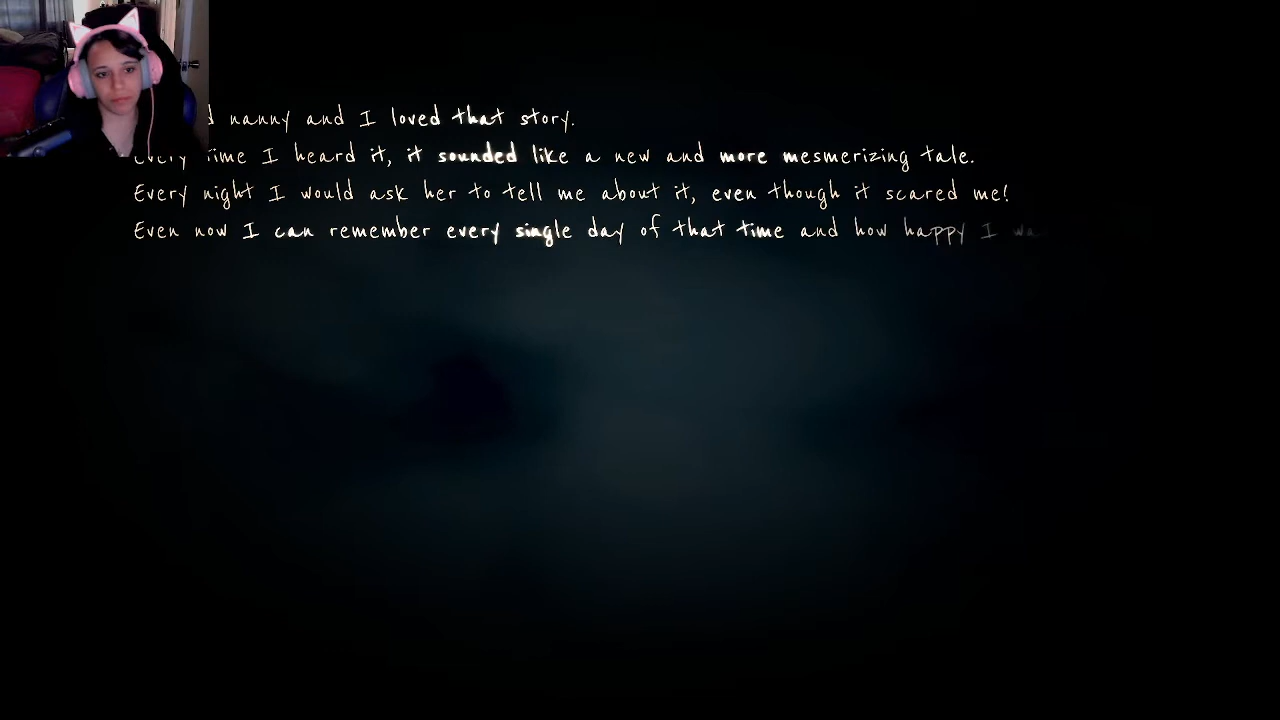 nanny and I loved that story.
Every time I heard it, it sounded like a new and more mesmerizing tale.
Every night I would ask her to tell me about it, even though it scared me!
Even now I can remember every single day of that time and how happy I wa